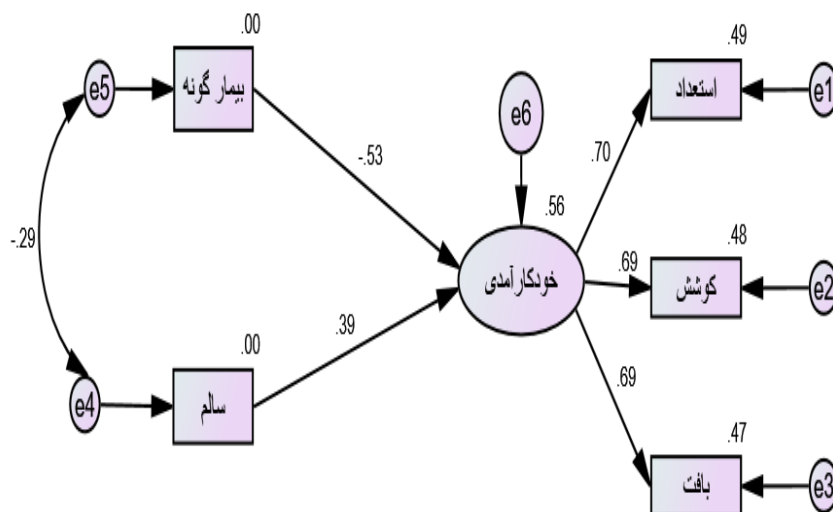 .00
.49
e5
بیمار گونه
e6
استعداد
e1
-.53
.70
.56
.48
-.29
خودکارآمدی
.69
کوشش
e2
.00
.39
.69
.47
e4
سالم
بافت
e3